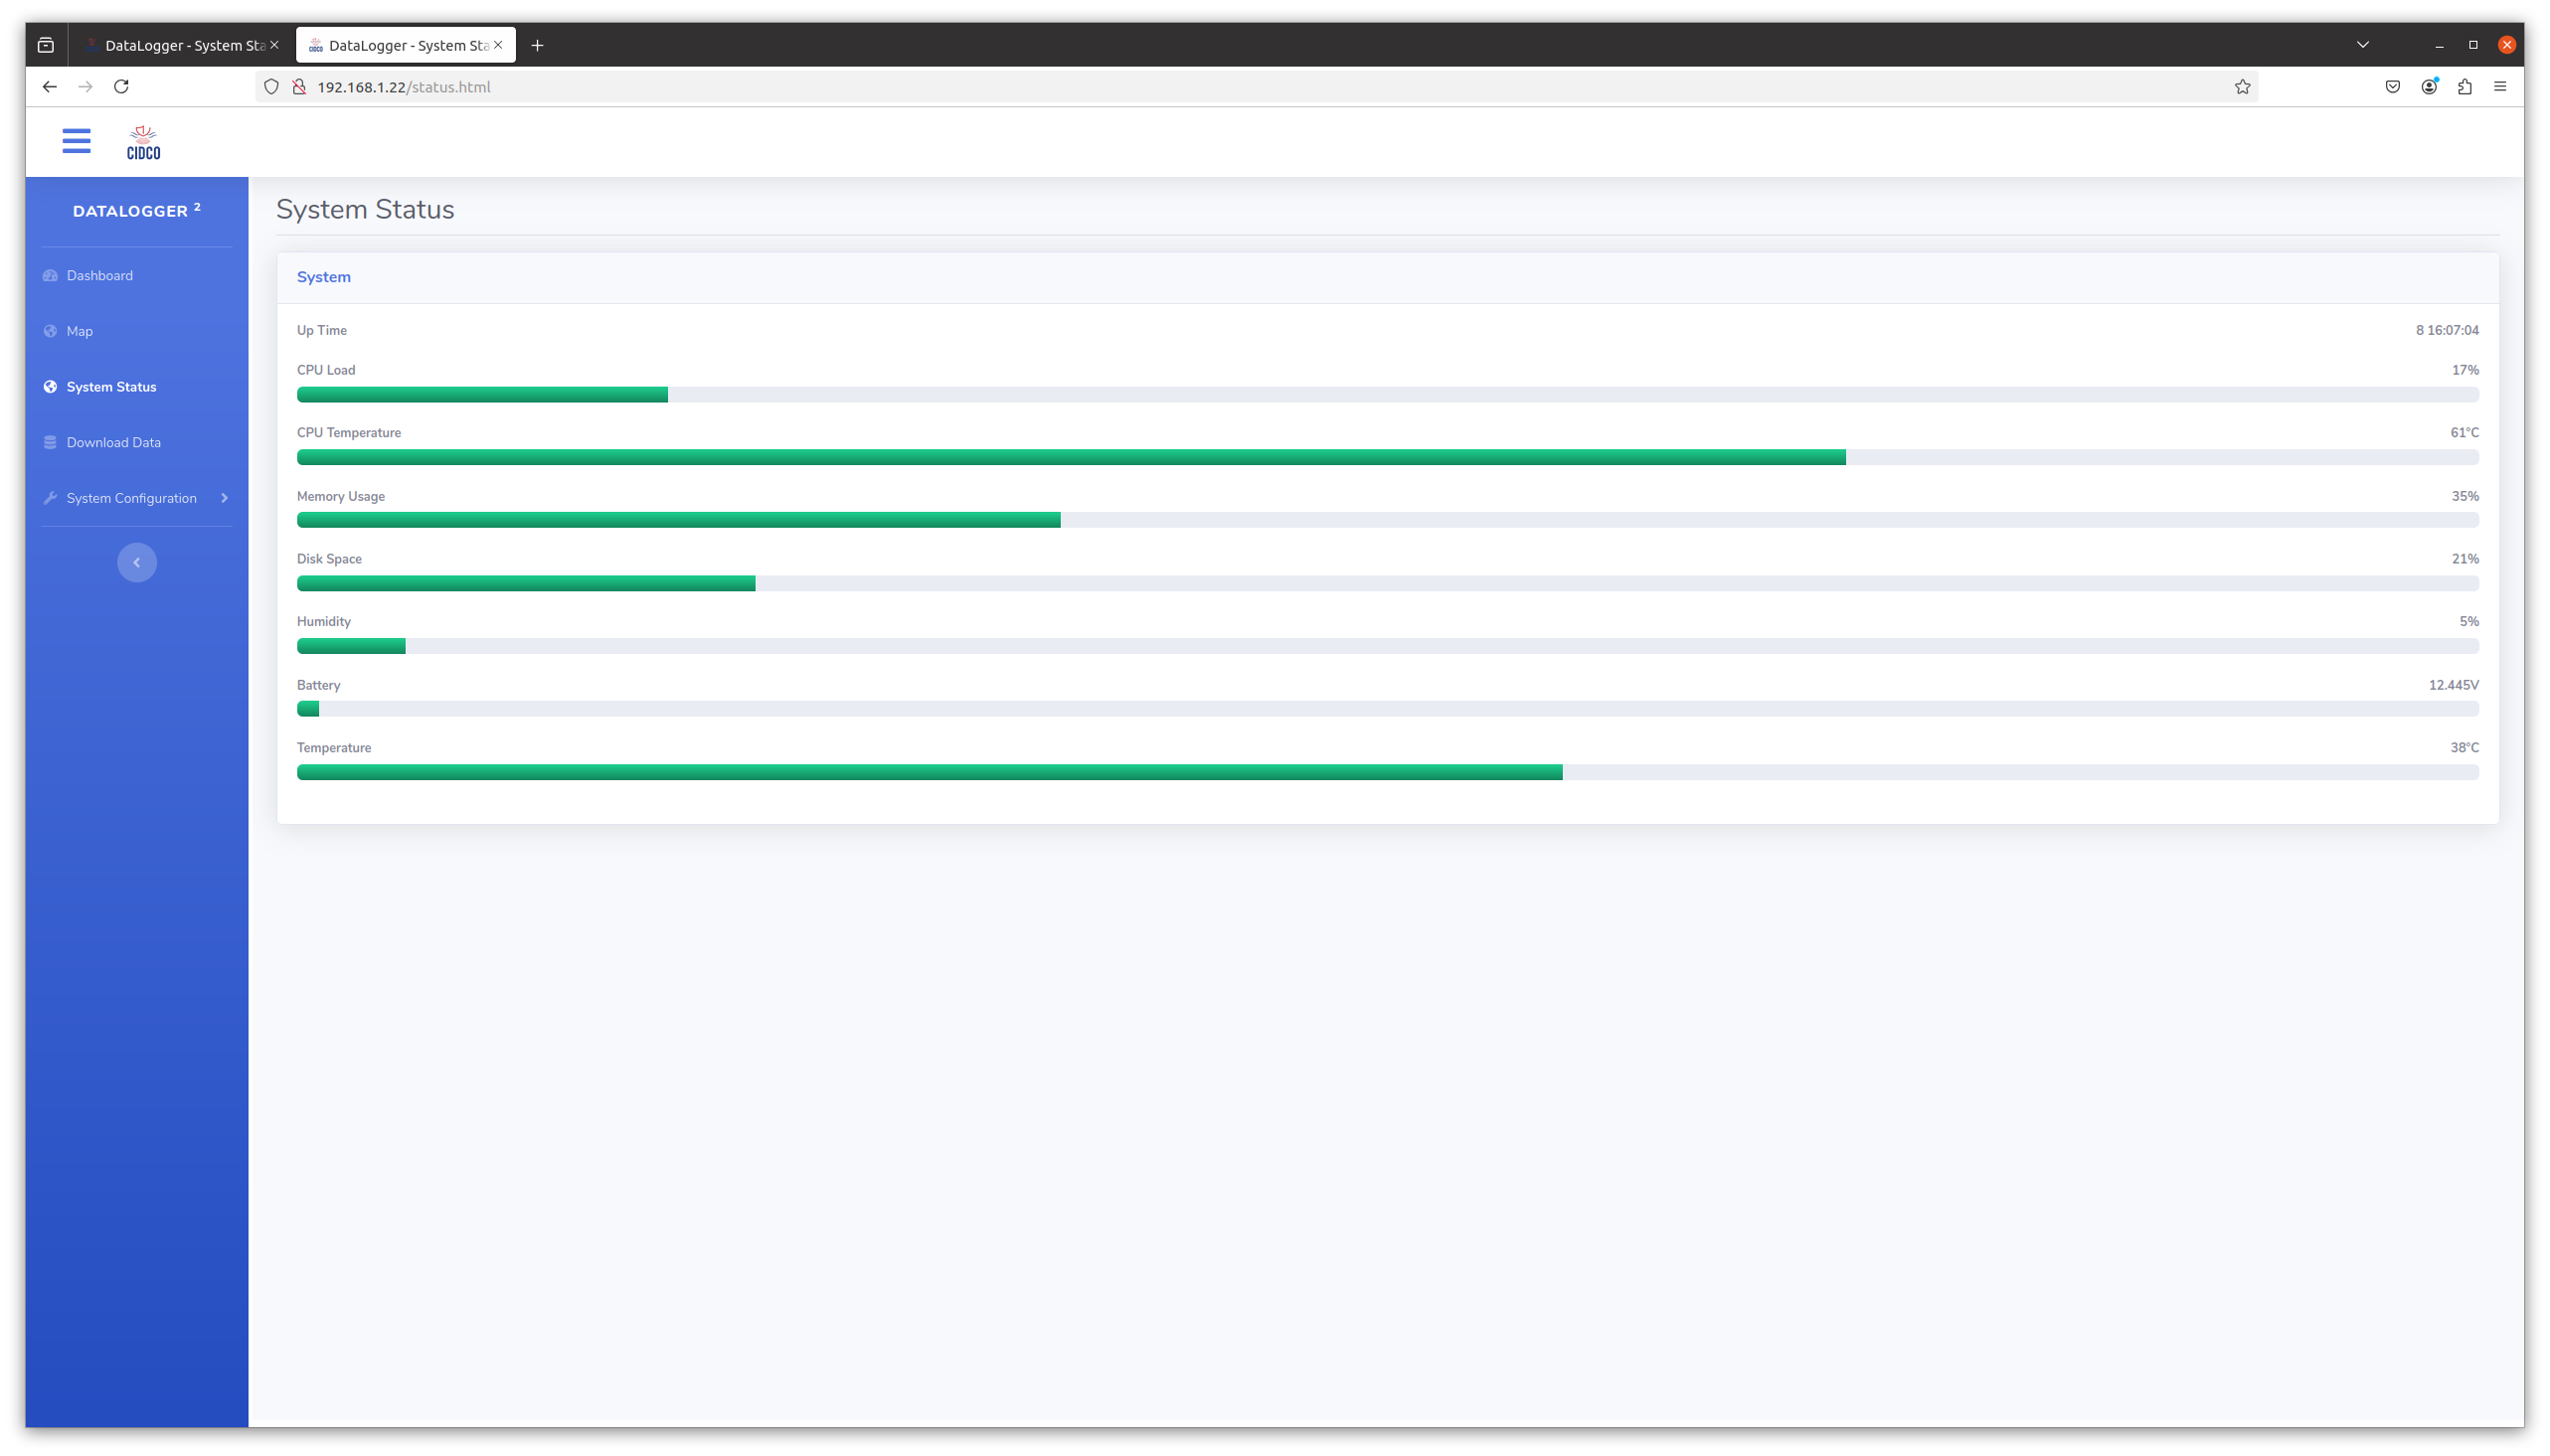 DataLogger - System Sta
DataLogger - System Sta
192.168.1.22/status.html
CIDCO
DATALOGGER 2
Dashboard
Map
System Status
Download Data
System Configuration
System Status
System
Up Time 8 16:07:04
CPU Load 17%
CPU Temperature 61°C
Memory Usage 35%
Disk Space 21%
Humidity 5%
Battery 12.445V
Temperature 38°C